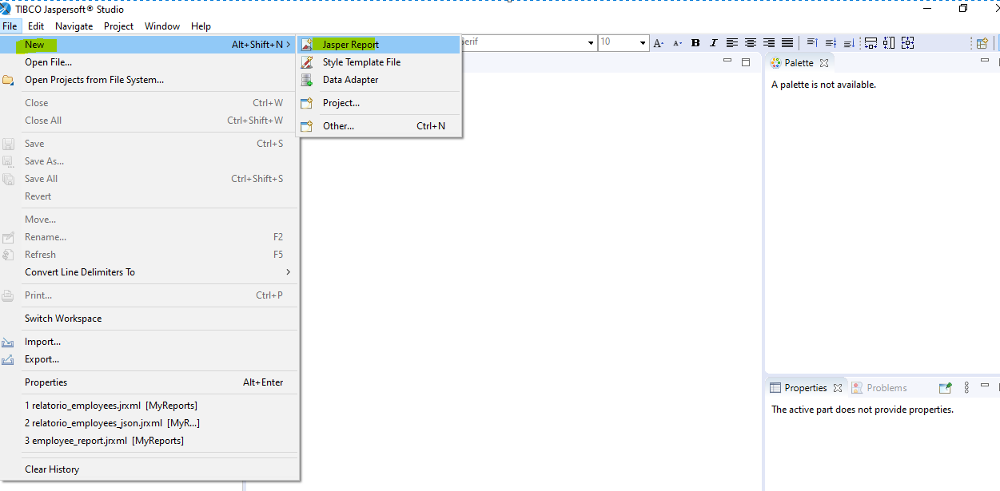 TIBCO Jaspersoft® Studio
File Edit Navigate Project Window Help
New Alt+Shift+N >
Open File...
Open Projects from File System...
Close Ctrl+W
Close All Ctrl+Shift+W
Save Ctrl+S
Save As...
Save All Ctrl+Shift+S
Revert
Move...
Rename... F2
Refresh F5
Convert Line Delimiters To >
Print... Ctrl+P
Switch Workspace
Import...
Export...
Properties Alt+Enter
1 relatorio_employees.jrxml [MyReports]
2 relatorio_employees_json.jrxml [MyR...]
3 employee_report.jrxml [MyReports]
Clear History
Jasper Report
Style Template File
Data Adapter
Project...
Other... Ctrl+N
10 A A B I
Palette
A palette is not available.
Properties Problems
The active part does not provide properties.